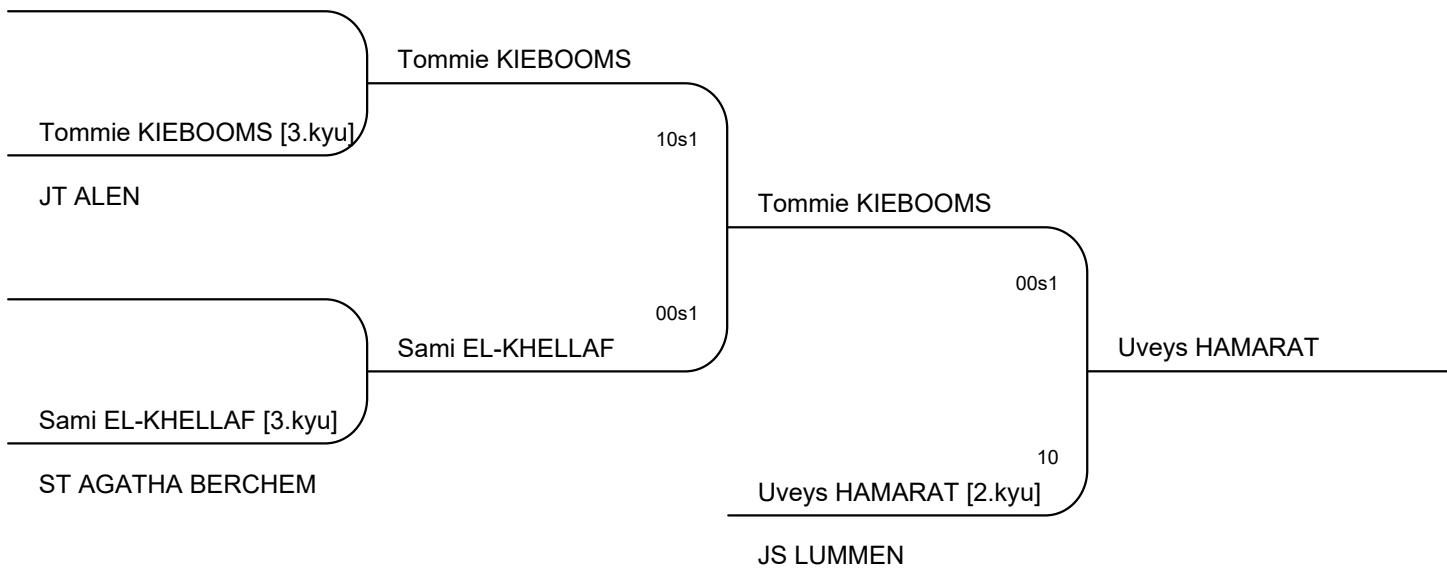 Tommie KIEBOOMS
Tommie KIEBOOMS [3.kyu]
10s1
JT ALEN
Tommie KIEBOOMS
00s1
00s1
Sami EL-KHELLAF
Uveys HAMARAT
Sami EL-KHELLAF [3.kyu]
10
ST AGATHA BERCHEM
Uveys HAMARAT [2.kyu]
JS LUMMEN